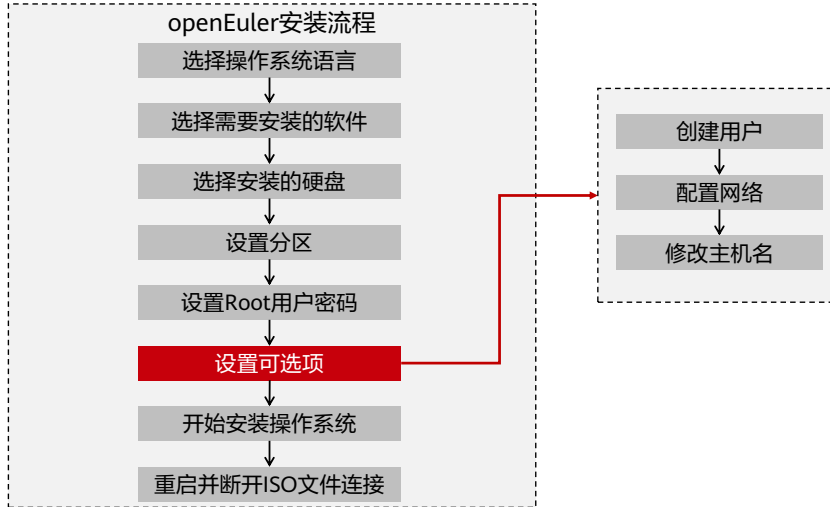 openEuler安装流程
选择操作系统语言
选择需要安装的软件
选择安装的硬盘
设置分区
设置Root用户密码
设置可选项
开始安装操作系统
重启并断开ISO文件连接
创建用户
配置网络
修改主机名